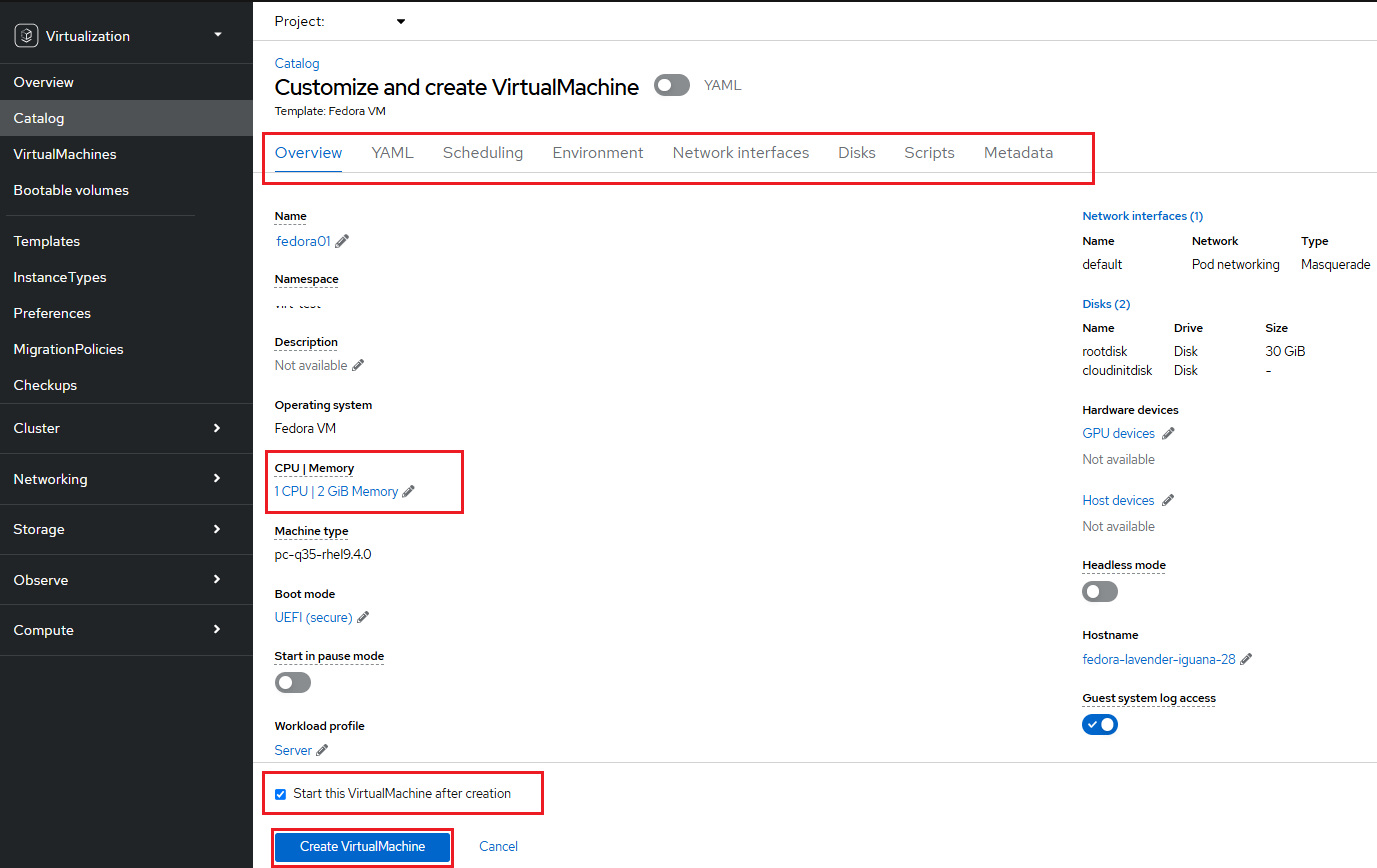 Virtualization
Overview
Catalog
VirtualMachines
Bootable volumes
Templates
InstanceTypes
Preferences
MigrationPolicies
Checkups
Cluster
Networking
Storage
Observe
Compute
Project:
Catalog
Customize and create VirtualMachine YAML
Template: Fedora VM
Overview YAML Scheduling Environment Network interfaces Disks Scripts Metadata
Name
fedora01
Namespace
Description
Not available
Operating system
Fedora VM
CPU | Memory
1 CPU | 2 GiB Memory
Machine type
pc-q35-rhel9.4.0
Boot mode
UEFI (secure)
Start in pause mode
Workload profile
Server
Network interfaces (1)
Name Network Type
default Pod networking Masquerade
Disks (2)
Name Drive Size
rootdisk Disk 30 GiB
cloudinitdisk Disk -
Hardware devices
GPU devices
Not available
Host devices
Not available
Headless mode
Hostname
fedora-lavender-iguana-28
Guest system log access
Start this VirtualMachine after creation
Create VirtualMachine Cancel